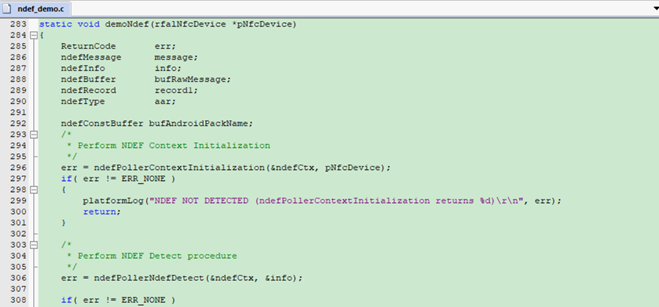 ndef_demo.c
283 static void demoNdef(rfalNfcDevice *pNfcDevice)
284 {
285 ReturnCode err;
286 ndefMessage message;
287 ndefInfo info;
288 ndefBuffer bufRawMessage;
289 ndefRecord record1;
290 ndefType aar;
291
292 ndefConstBuffer bufAndroidPackName;
293 /*
294 * Perform NDEF Context Initialization
295 */
296 err = ndefPollerContextInitialization(&ndefCtx, pNfcDevice);
297 if( err != ERR_NONE )
298 {
299 platformLog("NDEF NOT DETECTED (ndefPollerContextInitialization returns %d)\r\n", err);
300 return;
301 }
302
303 /*
304 * Perform NDEF Detect procedure
305 */
306 err = ndefPollerNdefDetect(&ndefCtx, &info);
307
308 if( err != ERR_NONE )